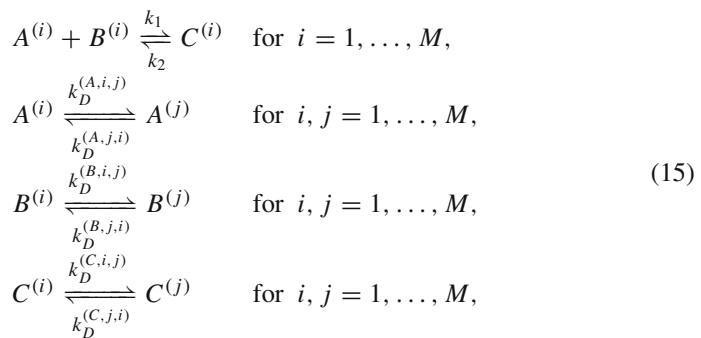 A^{(i)} + B^{(i)} \underset{k_2}{\overset{k_1}{\rightleftharpoons}} C^{(i)} for i = 1, . . . , M,
A^{(i)} \underset{k_D^{(A,j,i)}}{\overset{k_D^{(A,i,j)}}{\rightleftharpoons}} A^{(j)} for i, j = 1, . . . , M,
B^{(i)} \underset{k_D^{(B,j,i)}}{\overset{k_D^{(B,i,j)}}{\rightleftharpoons}} B^{(j)} for i, j = 1, . . . , M,
(15)
C^{(i)} \underset{k_D^{(C,j,i)}}{\overset{k_D^{(C,i,j)}}{\rightleftharpoons}} C^{(j)} for i, j = 1, . . . , M,